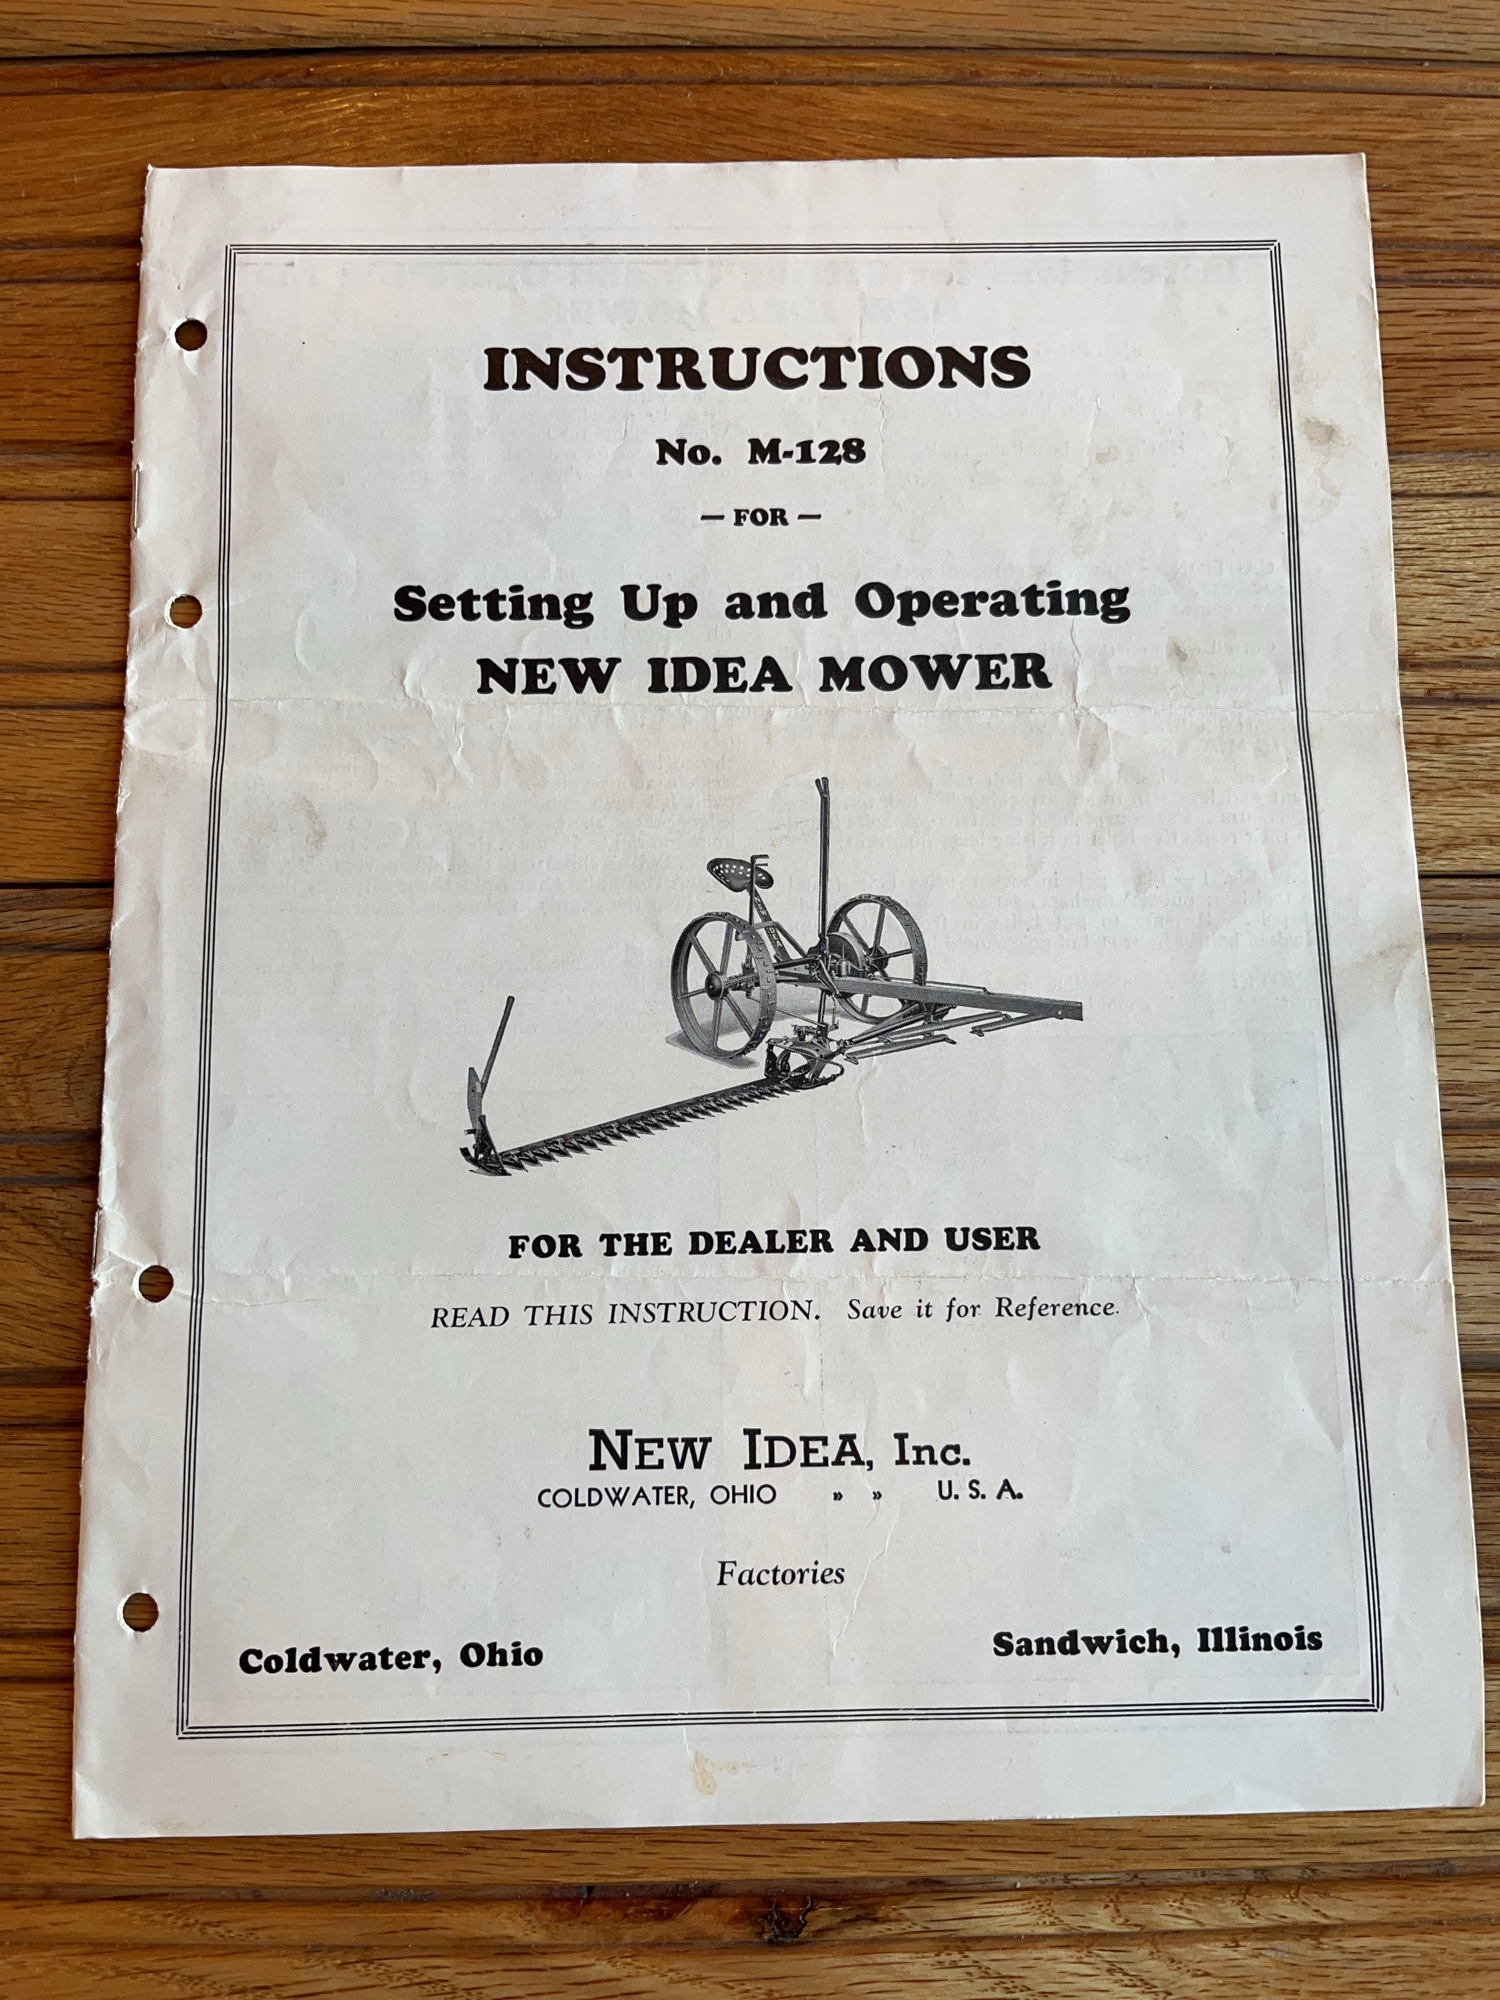 INSTRUCTIONS
No. M-128
— FOR —
Setting Up and Operating
NEW IDEA MOWER
FOR THE DEALER AND USER
READ THIS INSTRUCTION. Save it for Reference.
NEW IDEA, Inc.
COLDWATER, OHIO » » U. S. A.
Factories
Coldwater, Ohio
Sandwich, Illinois